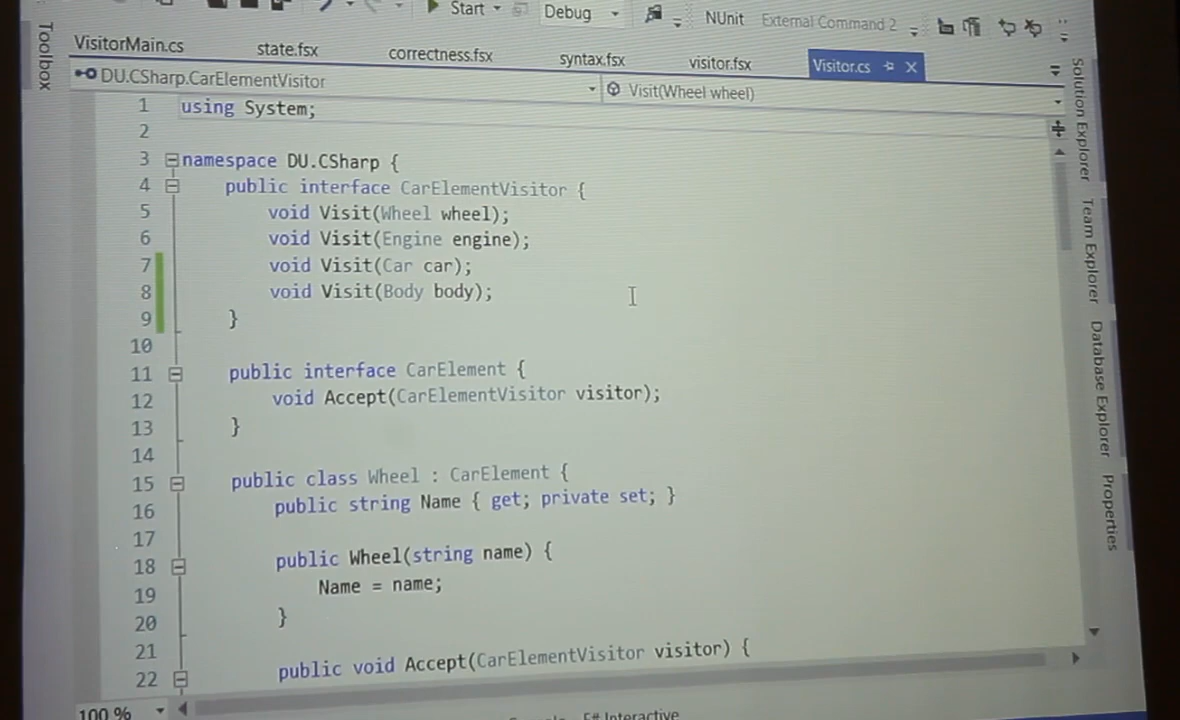 Start Debug NUnit External Command 2
VisitorMain.cs state.fsx correctness.fsx syntax.fsx visitor.fsx Visitor.cs
DU.CSharp.CarElementVisitor Visit(Wheel wheel)
1 using System;
2
3 namespace DU.CSharp {
4 public interface CarElementVisitor {
5 void Visit(Wheel wheel);
6 void Visit(Engine engine);
7 void Visit(Car car);
8 void Visit(Body body);
9 }
10
11 public interface CarElement {
12 void Accept(CarElementVisitor visitor);
13 }
14
15 public class Wheel : CarElement {
16 public string Name { get; private set; }
17
18 public Wheel(string name) {
19 Name = name;
20 }
21
22 public void Accept(CarElementVisitor visitor) {
100 %
F# Interactive
Toolbox
Solution Explorer
Team Explorer
Database Explorer
Properties